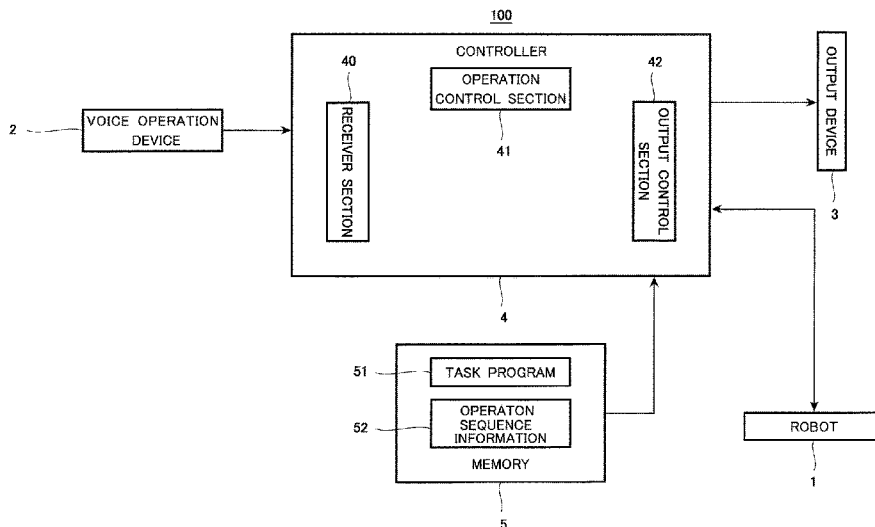 100
CONTROLLER
40
OPERATION
CONTROL SECTION
41
42
RECEIVER SECTION
OUTPUT CONTROL
SECTION
2
VOICE OPERATION
DEVICE
OUTPUT DEVICE
3
4
51
TASK PROGRAM
52
OPERATON
SEQUENCE
INFORMATION
MEMORY
5
ROBOT
1